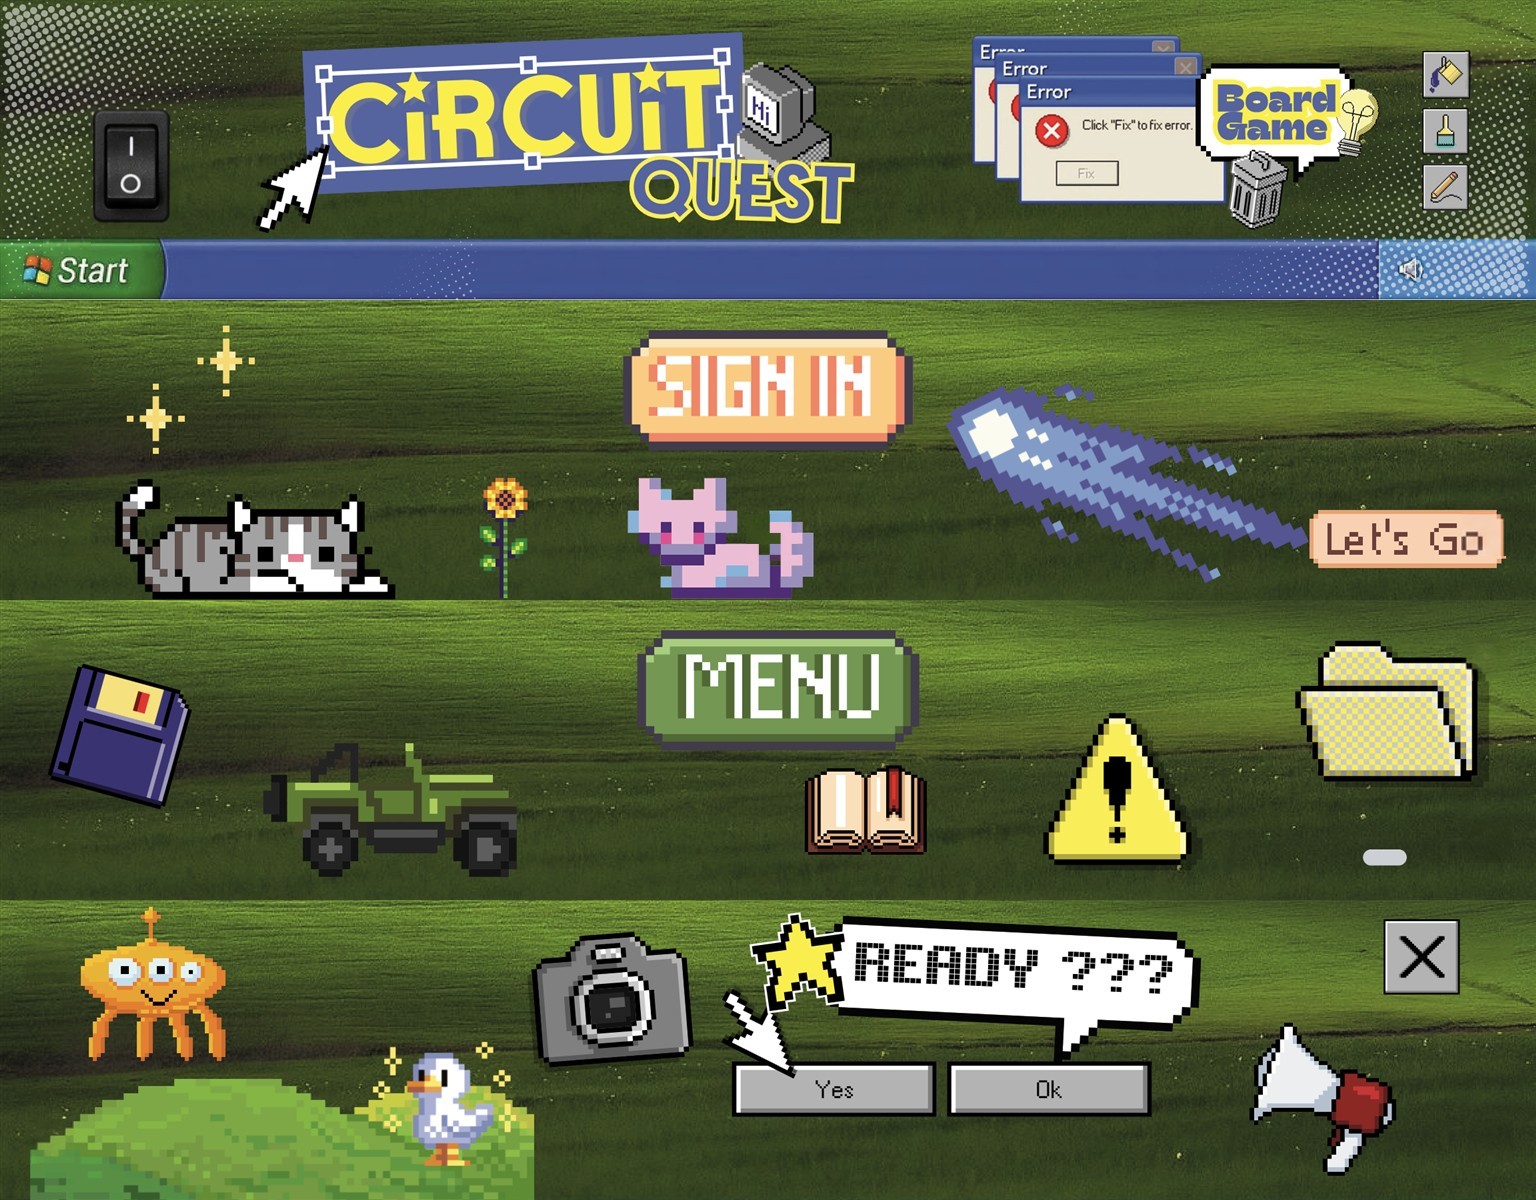 CiRCUiT
QUEST
Hi
Error
Error
Error
Click "Fix" to fix error.
Fix
Board
Game
Start
SIGN IN
Let's Go
MENU
READY ???
Yes
Ok